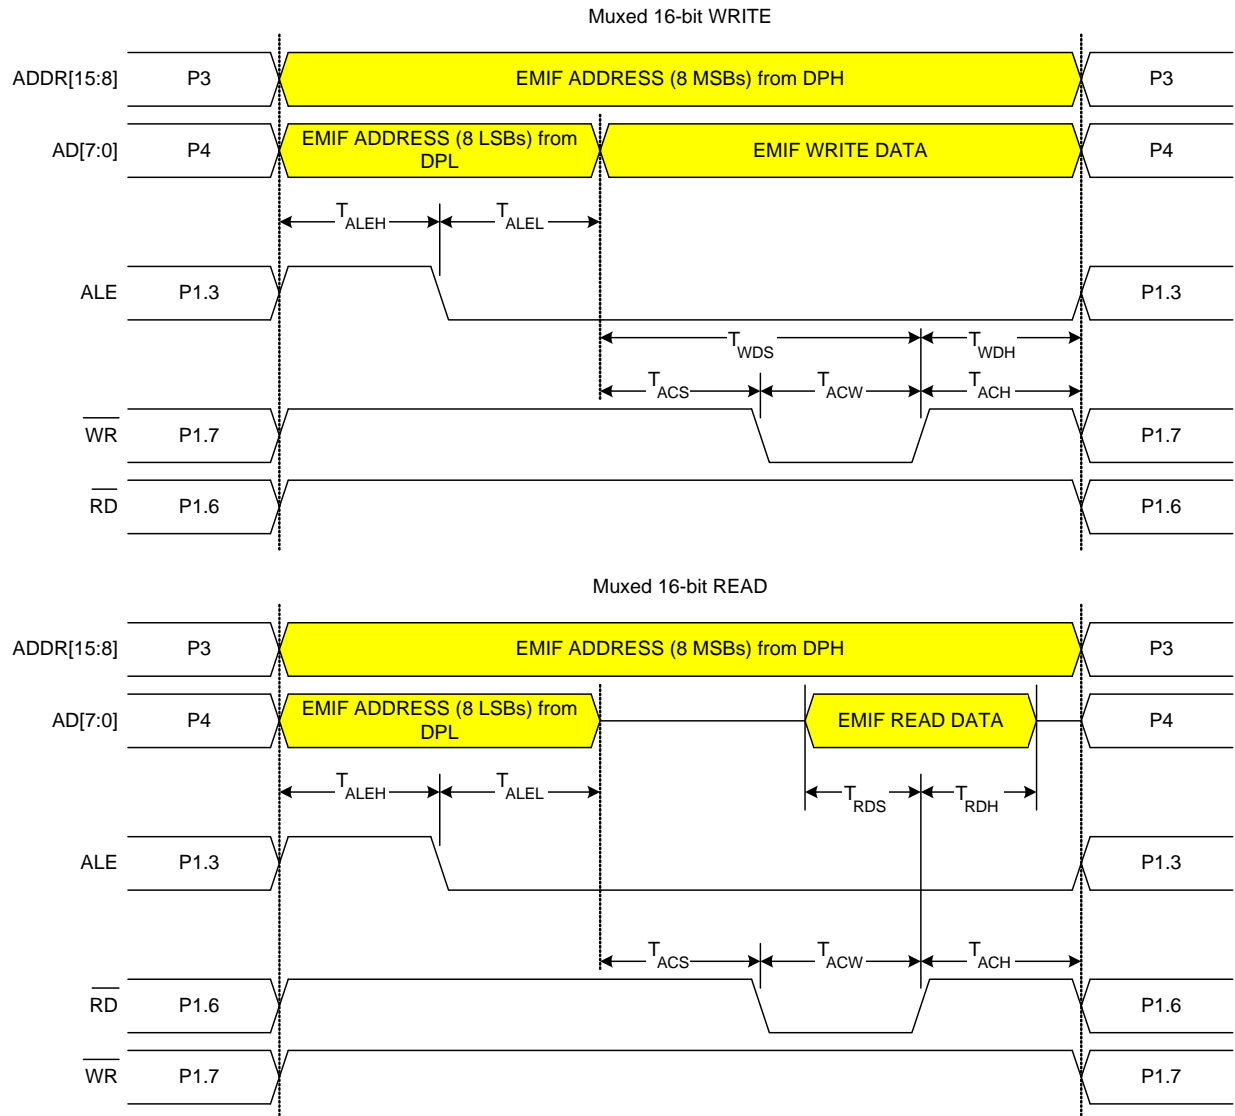 Muxed 16-bit WRITE
ADDR[15:8] P3 EMIF ADDRESS (8 MSBs) from DPH P3
AD[7:0] P4 EMIF ADDRESS (8 LSBs) from DPL EMIF WRITE DATA P4
TALEH TALEL
ALE P1.3 P1.3
TWDS TWDH
TACS TACW TACH
WR P1.7 P1.7
RD P1.6 P1.6
Muxed 16-bit READ
ADDR[15:8] P3 EMIF ADDRESS (8 MSBs) from DPH P3
AD[7:0] P4 EMIF ADDRESS (8 LSBs) from DPL EMIF READ DATA P4
TALEH TALEL TRDS TRDH
ALE P1.3 P1.3
TACS TACW TACH
RD P1.6 P1.6
WR P1.7 P1.7